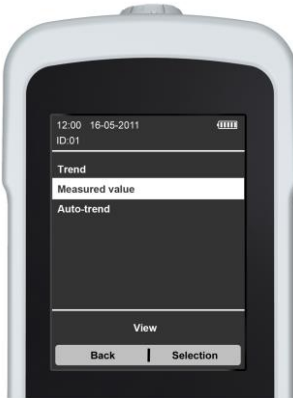 12:00 16-05-2011
ID:01
Trend
Measured value
Auto-trend
View
Back | Selection